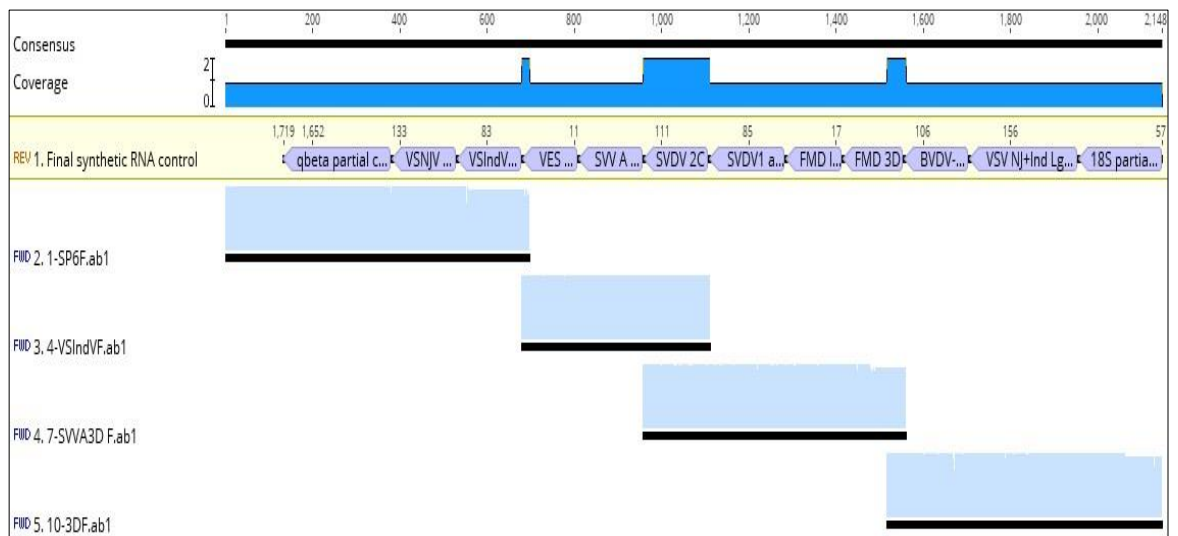 1 200 400 600 800 1,000 1,200 1,400 1,600 1,800 2,000 2,148
Consensus
2
Coverage
0
1,719 1,652 133 83 11 111 85 17 106 156 57
REV 1. Final synthetic RNA control qbeta partial c... VSNJV ... VSIndV... VES ... SVV A ... SVDV 2C SVDV1 a... FMD I... FMD 3D BVDV-... VSV NJ+Ind Lg... 18S partia...
FWD 2. 1-SP6F.ab1
FWD 3. 4-VSIndVF.ab1
FWD 4. 7-SVVA3D F.ab1
FWD 5. 10-3DF.ab1